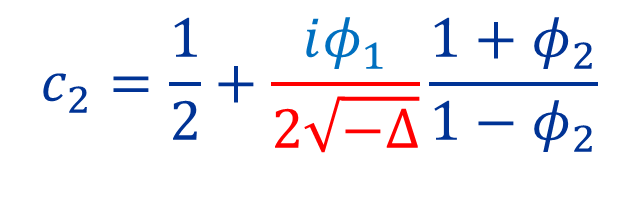 c₂ = 1/2 + iϕ₁/(2√−Δ) (1 + ϕ₂)/(1 − ϕ₂)